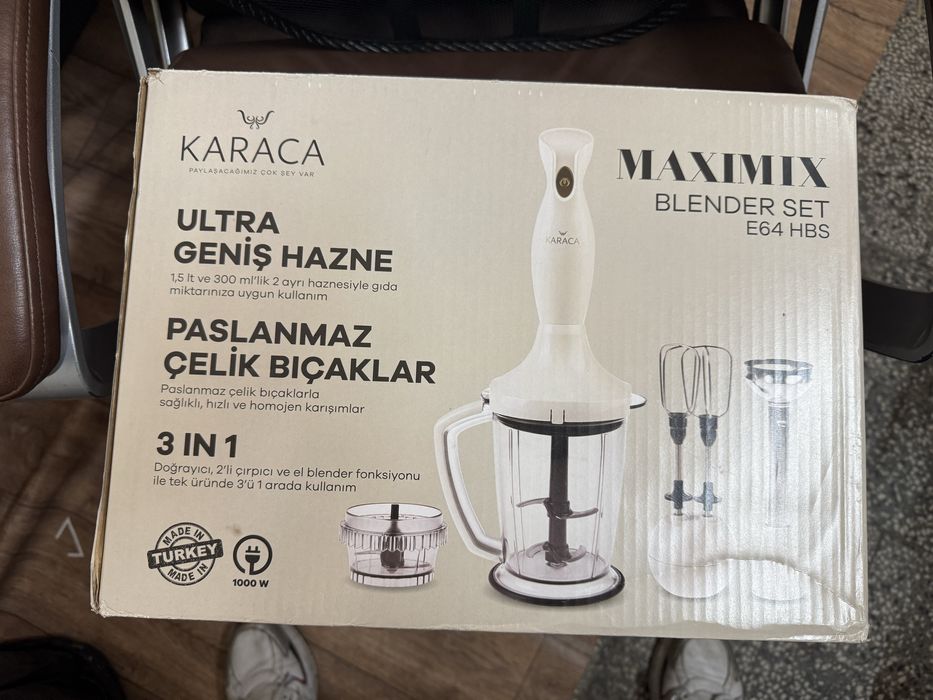 KARACA
PAYLAŞACAĞIMIZ ÇOK ŞEY VAR
MAXIMIX
BLENDER SET
E64 HBS
ULTRA
GENİŞ HAZNE
1,5 lt ve 300 ml'lik 2 ayrı haznesiyle gıda
miktarınıza uygun kullanım
PASLANMAZ
ÇELİK BIÇAKLAR
Paslanmaz çelik bıçaklarla
sağlıklı, hızlı ve homojen karışımlar
3 IN 1
Doğrayıcı, 2'li çırpıcı ve el blender fonksiyonu
ile tek üründe 3'ü 1 arada kullanım
MADE IN
TURKEY
MADE IN
1000 W
KARACA